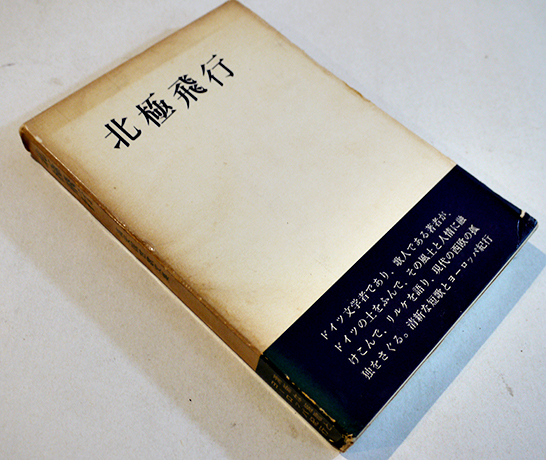 北極飛行
ドイツ文学者であり、歌人である著者が、
ドイツの土をふんで、その風土と人情に融
けこんで、リルケを語り、現代の西欧の孤
独をさぐる。清新な短歌とヨーロッパ紀行